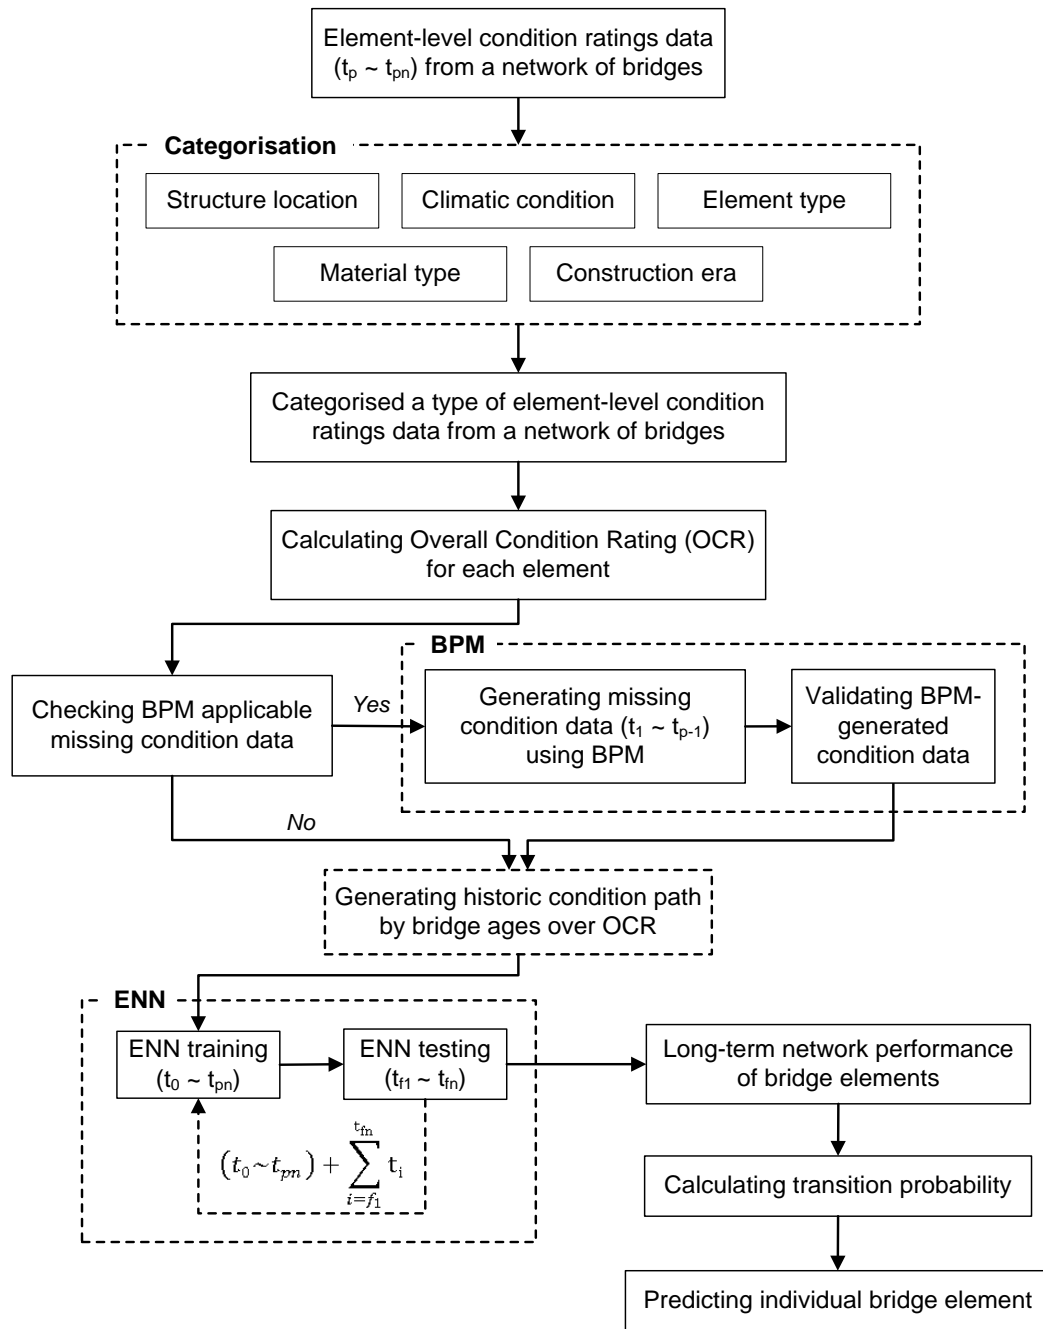 Element-level condition ratings data
(tp ~ tpn) from a network of bridges
Categorisation
Structure location
Climatic condition
Element type
Material type
Construction era
Categorised a type of element-level condition
ratings data from a network of bridges
Calculating Overall Condition Rating (OCR)
for each element
BPM
Checking BPM applicable
missing condition data
Yes
Generating missing
condition data (t1 ~ tp-1)
using BPM
Validating BPM-
generated
condition data
No
Generating historic condition path
by bridge ages over OCR
ENN
ENN training
(t0 ~ tpn)
ENN testing
(tf1 ~ tfn)
Long-term network performance
of bridge elements
tfn
(t0~tpn) + ∑ ti
i=f1
Calculating transition probability
Predicting individual bridge element